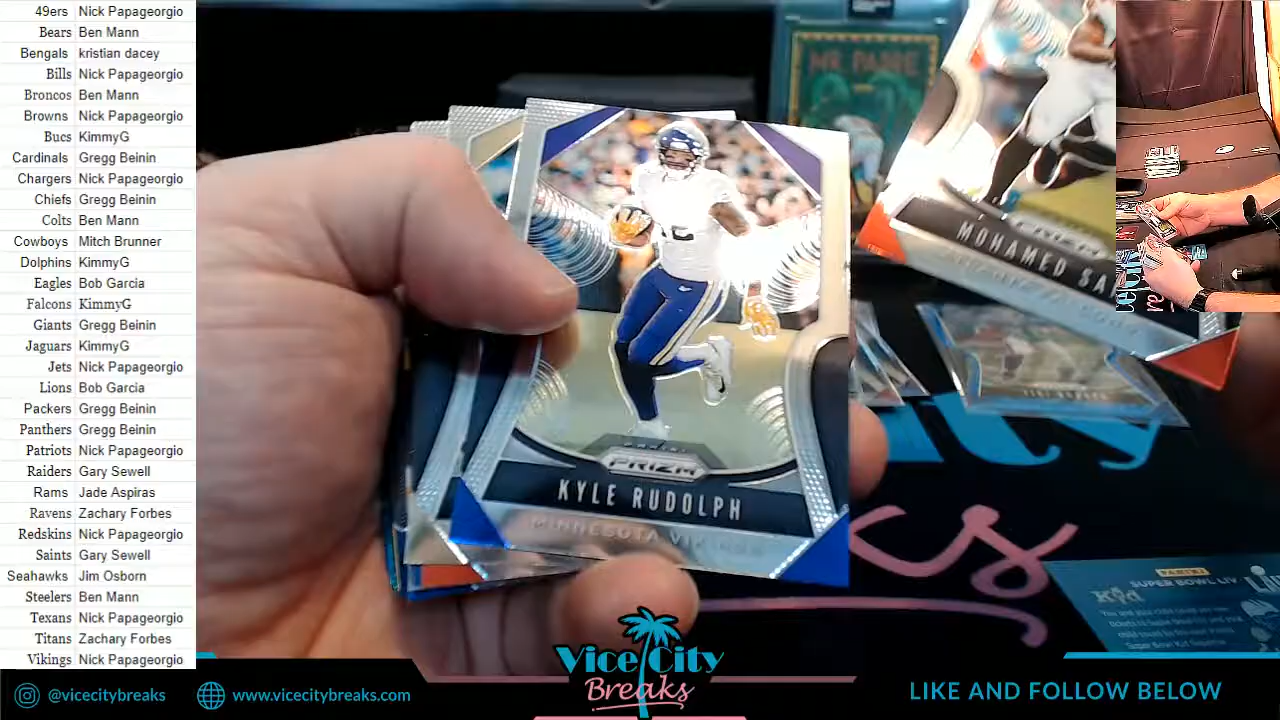 49ers Nick Papageorgio
Bears Ben Mann
Bengals kristian dacey
Bills Nick Papageorgio
Broncos Ben Mann
Browns Nick Papageorgio
Bucs KimmyG
Cardinals Gregg Beinin
Chargers Nick Papageorgio
Chiefs Gregg Beinin
Colts Ben Mann
Cowboys Mitch Brunner
Dolphins KimmyG
Eagles Bob Garcia
Falcons KimmyG
Giants Gregg Beinin
Jaguars KimmyG
Jets Nick Papageorgio
Lions Bob Garcia
Packers Gregg Beinin
Panthers Gregg Beinin
Patriots Nick Papageorgio
Raiders Gary Sewell
Rams Jade Aspiras
Ravens Zachary Forbes
Redskins Nick Papageorgio
Saints Gary Sewell
Seahawks Jim Osborn
Steelers Ben Mann
Texans Nick Papageorgio
Titans Zachary Forbes
Vikings Nick Papageorgio
PRIZM
KYLE RUDOLPH
MINNESOTA VIKINGS
PRIZM
MOHAMED SA
PANINI
SUPER BOWL LIV
Kid
Vice City
Breaks
@vicecitybreaks
www.vicecitybreaks.com
LIKE AND FOLLOW BELOW